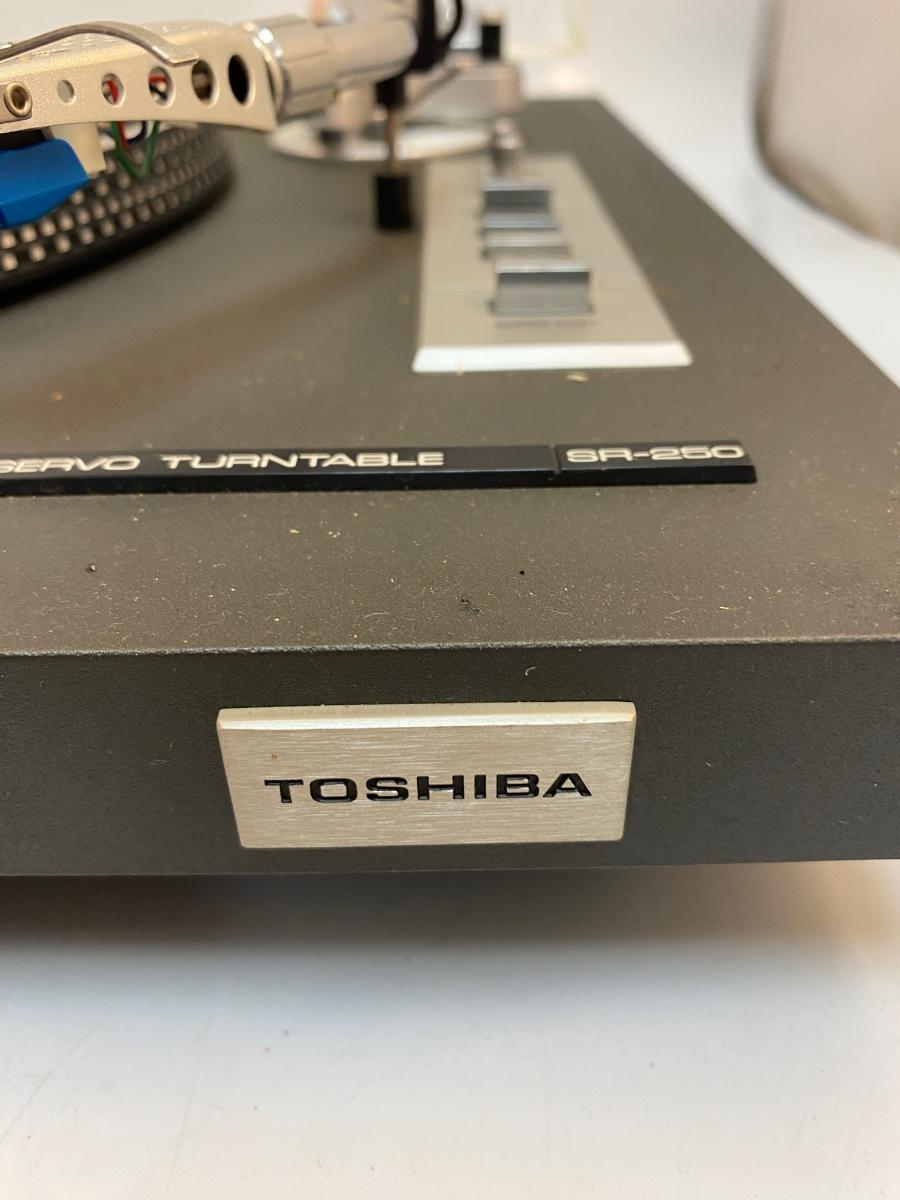 SERVO TURNTABLE SR-250
TOSHIBA